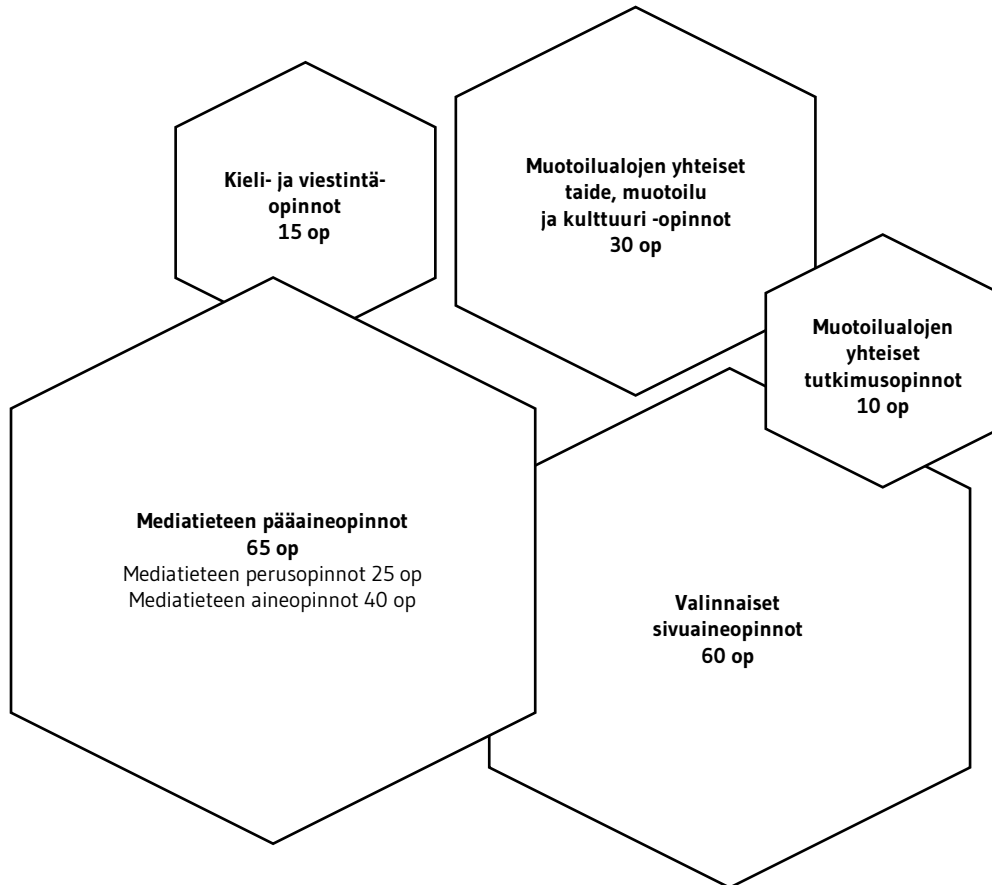 Kieli- ja viestintä-
opinnot
15 op
Muotoilualojen yhteiset
taide, muotoilu
ja kulttuuri -opinnot
30 op
Muotoilualojen
yhteiset
tutkimusopinnot
10 op
Mediatieteen pääaineopinnot
65 op
Mediatieteen perusopinnot 25 op
Mediatieteen aineopinnot 40 op
Valinnaiset
sivuaineopinnot
60 op